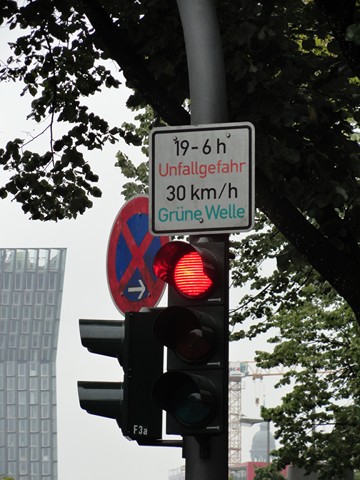 19-6 h
Unfallgefahr
30 km/h
Grüne Welle
F3a